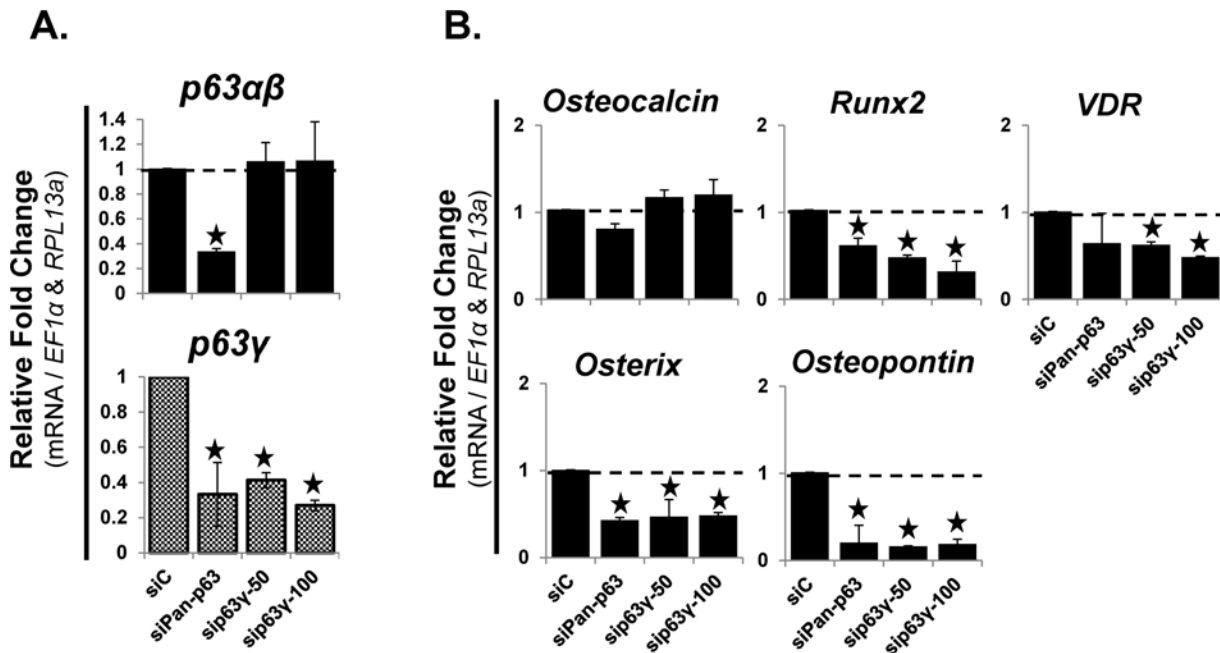 A.
B.
Relative Fold Change
(mRNA / EF1α & RPL13a)
p63αβ
1.4
1.2
1
0.8
0.6
0.4
0.2
0
p63γ
1
0.8
0.6
0.4
0.2
0
siC
siPan-p63
sip63γ-50
sip63γ-100
Relative Fold Change
(mRNA / EF1α & RPL13a)
Osteocalcin
2
1
0
Runx2
2
1
0
VDR
2
1
0
siC
siPan-p63
sip63γ-50
sip63γ-100
Osterix
2
1
0
siC
siPan-p63
sip63γ-50
sip63γ-100
Osteopontin
2
1
0
siC
siPan-p63
sip63γ-50
sip63γ-100